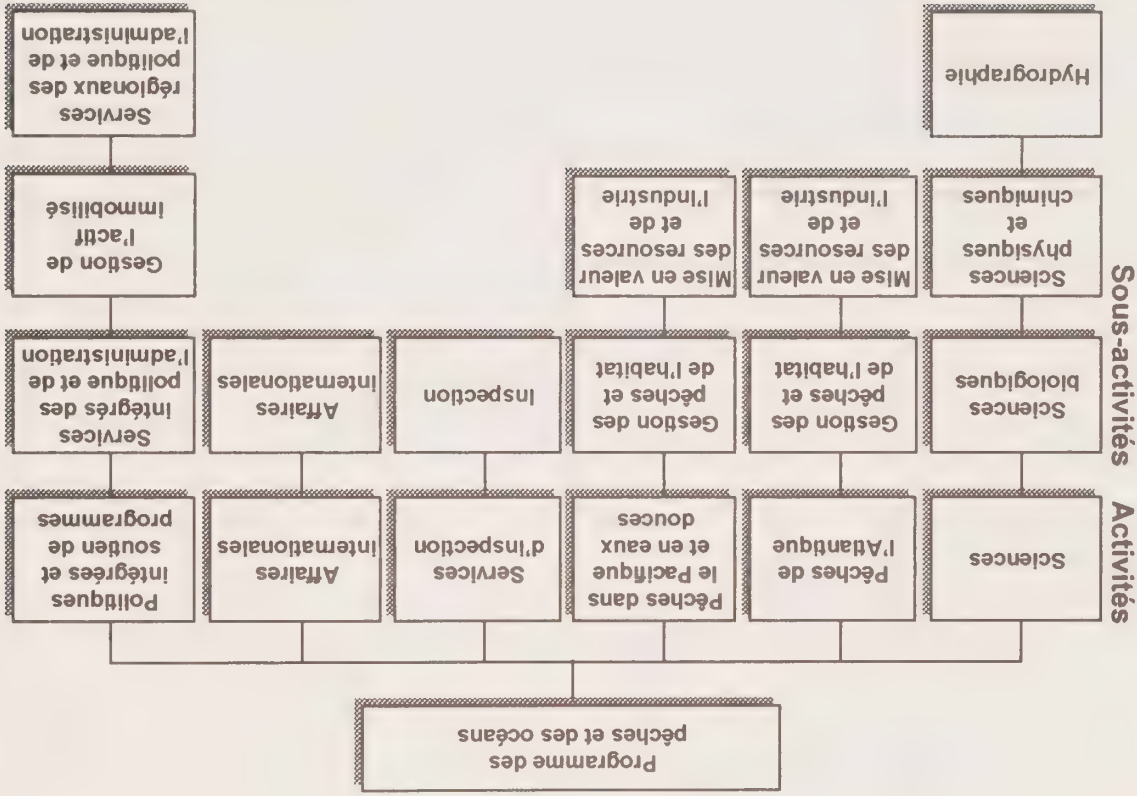 Programme des
pêches et des océans
Activités
Sciences
Pêches de
l'Atlantique
Pêches dans
le Pacifique
et en eaux
douces
Services
d'inspection
Affaires
internationales
Politiques
intégrées et
soutien de
programmes
Sous-activités
Sciences
biologiques
Gestion des
pêches et
de l'habitat
Gestion des
pêches et
de l'habitat
Inspection
Affaires
internationales
Services
intégrés des
politique et de
l'administration
Sciences
physiques
et
chimiques
Mise en valeur
des resources
et de
l'industrie
Mise en valeur
des resources
et de
l'industrie
Gestion de
l'actif
immobilisé
Hydrographie
Services
régionaux des
politique et de
l'administration